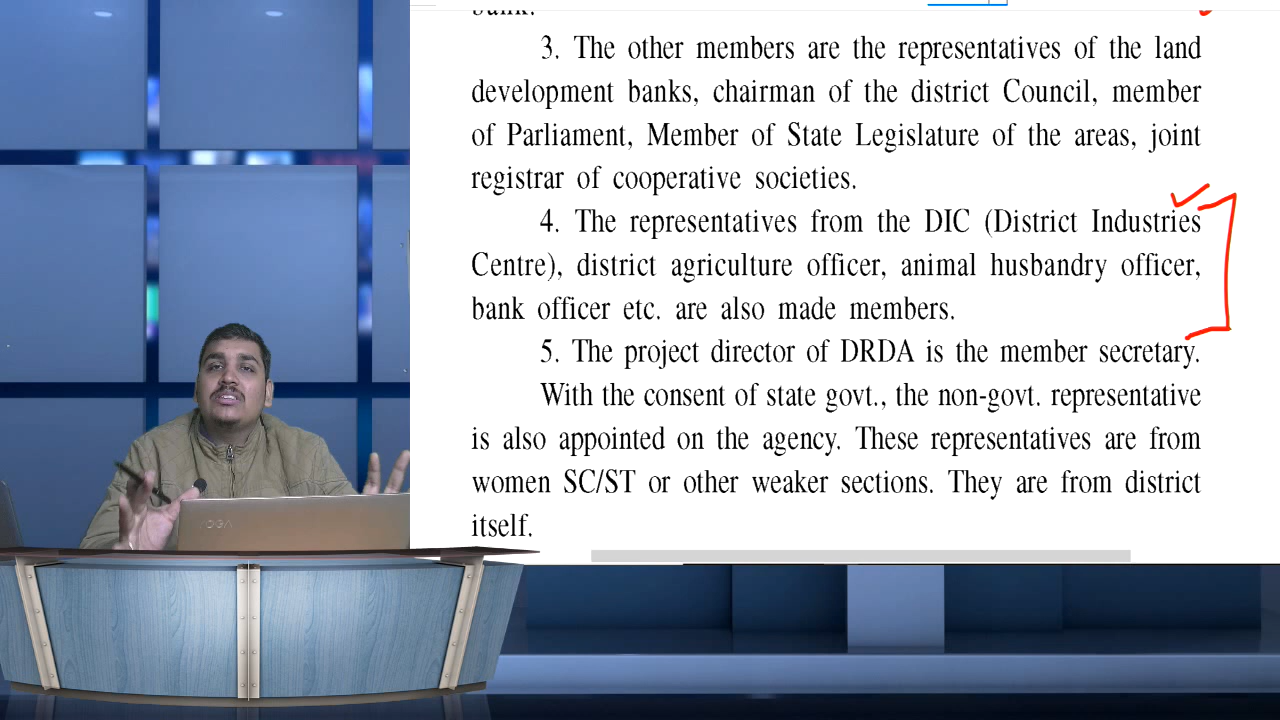 bank.
3. The other members are the representatives of the land
development banks, chairman of the district Council, member
of Parliament, Member of State Legislature of the areas, joint
registrar of cooperative societies.
4. The representatives from the DIC (District Industries
Centre), district agriculture officer, animal husbandry officer,
bank officer etc. are also made members.
5. The project director of DRDA is the member secretary.
With the consent of state govt., the non-govt. representative
is also appointed on the agency. These representatives are from
women SC/ST or other weaker sections. They are from district
itself.
YOGA